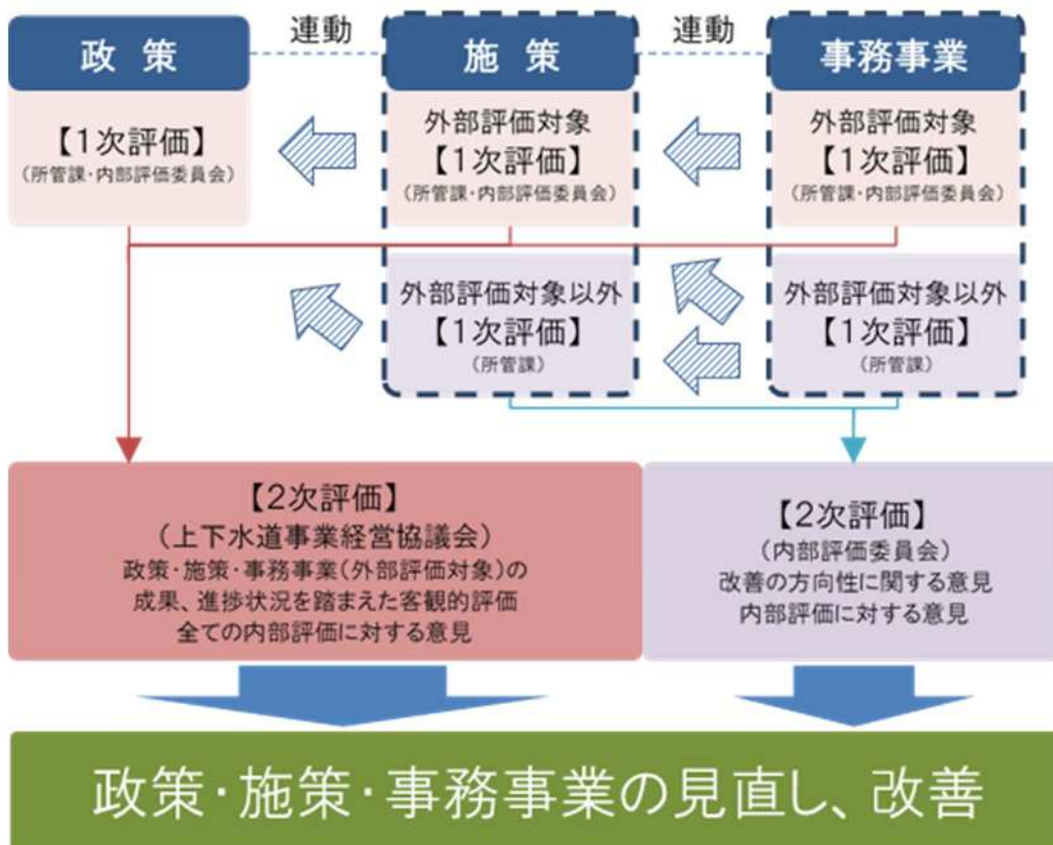 政 策
連動
施 策
連動
事務事業
【1次評価】
(所管課・内部評価委員会)
外部評価対象
【1次評価】
(所管課・内部評価委員会)
外部評価対象
【1次評価】
(所管課・内部評価委員会)
外部評価対象以外
【1次評価】
(所管課)
外部評価対象以外
【1次評価】
(所管課)
【2次評価】
(上下水道事業経営協議会)
政策・施策・事務事業(外部評価対象)の
成果、進捗状況を踏まえた客観的評価
全ての内部評価に対する意見
【2次評価】
(内部評価委員会)
改善の方向性に関する意見
内部評価に対する意見
政策・施策・事務事業の見直し、改善